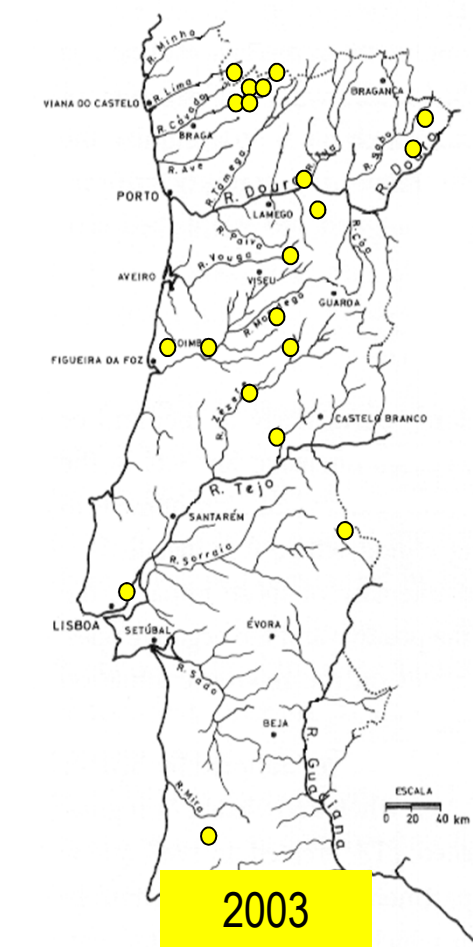 R. Minho
R. Lima
VIANA DO CASTELO
R. Cávado
BRAGA
BRAGANÇA
R. Ave
R. Tâmega
R. Tua
R. Sabor
R. Douro
PORTO
R. Douro
LAMEGO
R. Paiva
R. Côa
R. Vouga
AVEIRO
VISEU
GUARDA
R. Mondego
OIMB
FIGUEIRA DA FOZ
R. Zêzere
CASTELO BRANCO
R. Tejo
SANTARÉM
R. Sorraia
LISBOA
SETÚBAL
ÉVORA
R. Sado
BEJA
R. Guadiana
R. Mira
ESCALA
0 20 40 km
2003